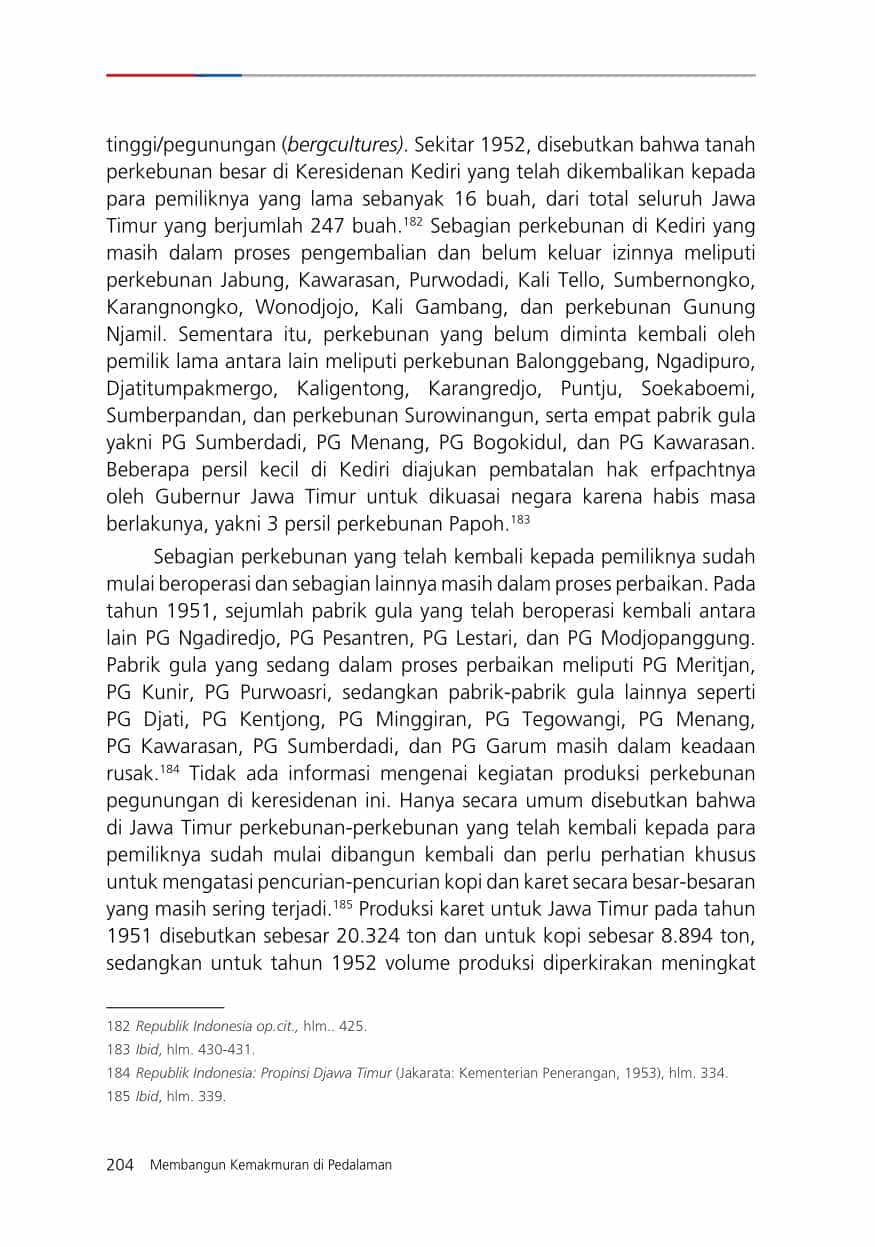 tinggi/pegunungan (bergcultures). Sekitar 1952, disebutkan bahwa tanah
perkebunan besar di Keresidenan Kediri yang telah dikembalikan kepada
para pemiliknya yang lama sebanyak 16 buah, dari total seluruh Jawa
Timur yang berjumlah 247 buah.182 Sebagian perkebunan di Kediri yang
masih dalam proses pengembalian dan belum keluar izinnya meliputi
perkebunan Jabung, Kawarasan, Purwodadi, Kali Tello, Sumbernongko,
Karangnongko, Wonodjojo, Kali Gambang, dan perkebunan Gunung
Njamil. Sementara itu, perkebunan yang belum diminta kembali oleh
pemilik lama antara lain meliputi perkebunan Balonggebang, Ngadipuro,
Djatitumpakmergo, Kaligentong, Karangredjo, Puntju, Soekaboemi,
Sumberpandan, dan perkebunan Surowinangun, serta empat pabrik gula
yakni PG Sumberdadi, PG Menang, PG Bogokidul, dan PG Kawarasan.
Beberapa persil kecil di Kediri diajukan pembatalan hak erfpachtnya
oleh Gubernur Jawa Timur untuk dikuasai negara karena habis masa
berlakunya, yakni 3 persil perkebunan Papoh.183
Sebagian perkebunan yang telah kembali kepada pemiliknya sudah
mulai beroperasi dan sebagian lainnya masih dalam proses perbaikan. Pada
tahun 1951, sejumlah pabrik gula yang telah beroperasi kembali antara
lain PG Ngadiredjo, PG Pesantren, PG Lestari, dan PG Modjopanggung.
Pabrik gula yang sedang dalam proses perbaikan meliputi PG Meritjan,
PG Kunir, PG Purwoasri, sedangkan pabrik-pabrik gula lainnya seperti
PG Djati, PG Kentjong, PG Minggiran, PG Tegowangi, PG Menang,
PG Kawarasan, PG Sumberdadi, dan PG Garum masih dalam keadaan
rusak.184 Tidak ada informasi mengenai kegiatan produksi perkebunan
pegunungan di keresidenan ini. Hanya secara umum disebutkan bahwa
di Jawa Timur perkebunan-perkebunan yang telah kembali kepada para
pemiliknya sudah mulai dibangun kembali dan perlu perhatian khusus
untuk mengatasi pencurian-pencurian kopi dan karet secara besar-besaran
yang masih sering terjadi.185 Produksi karet untuk Jawa Timur pada tahun
1951 disebutkan sebesar 20.324 ton dan untuk kopi sebesar 8.894 ton,
sedangkan untuk tahun 1952 volume produksi diperkirakan meningkat
182 Republik Indonesia op.cit., hlm.. 425.
183 Ibid, hlm. 430-431.
184 Republik Indonesia: Propinsi Djawa Timur (Jakarata: Kementerian Penerangan, 1953), hlm. 334.
185 Ibid, hlm. 339.
204 Membangun Kemakmuran di Pedalaman